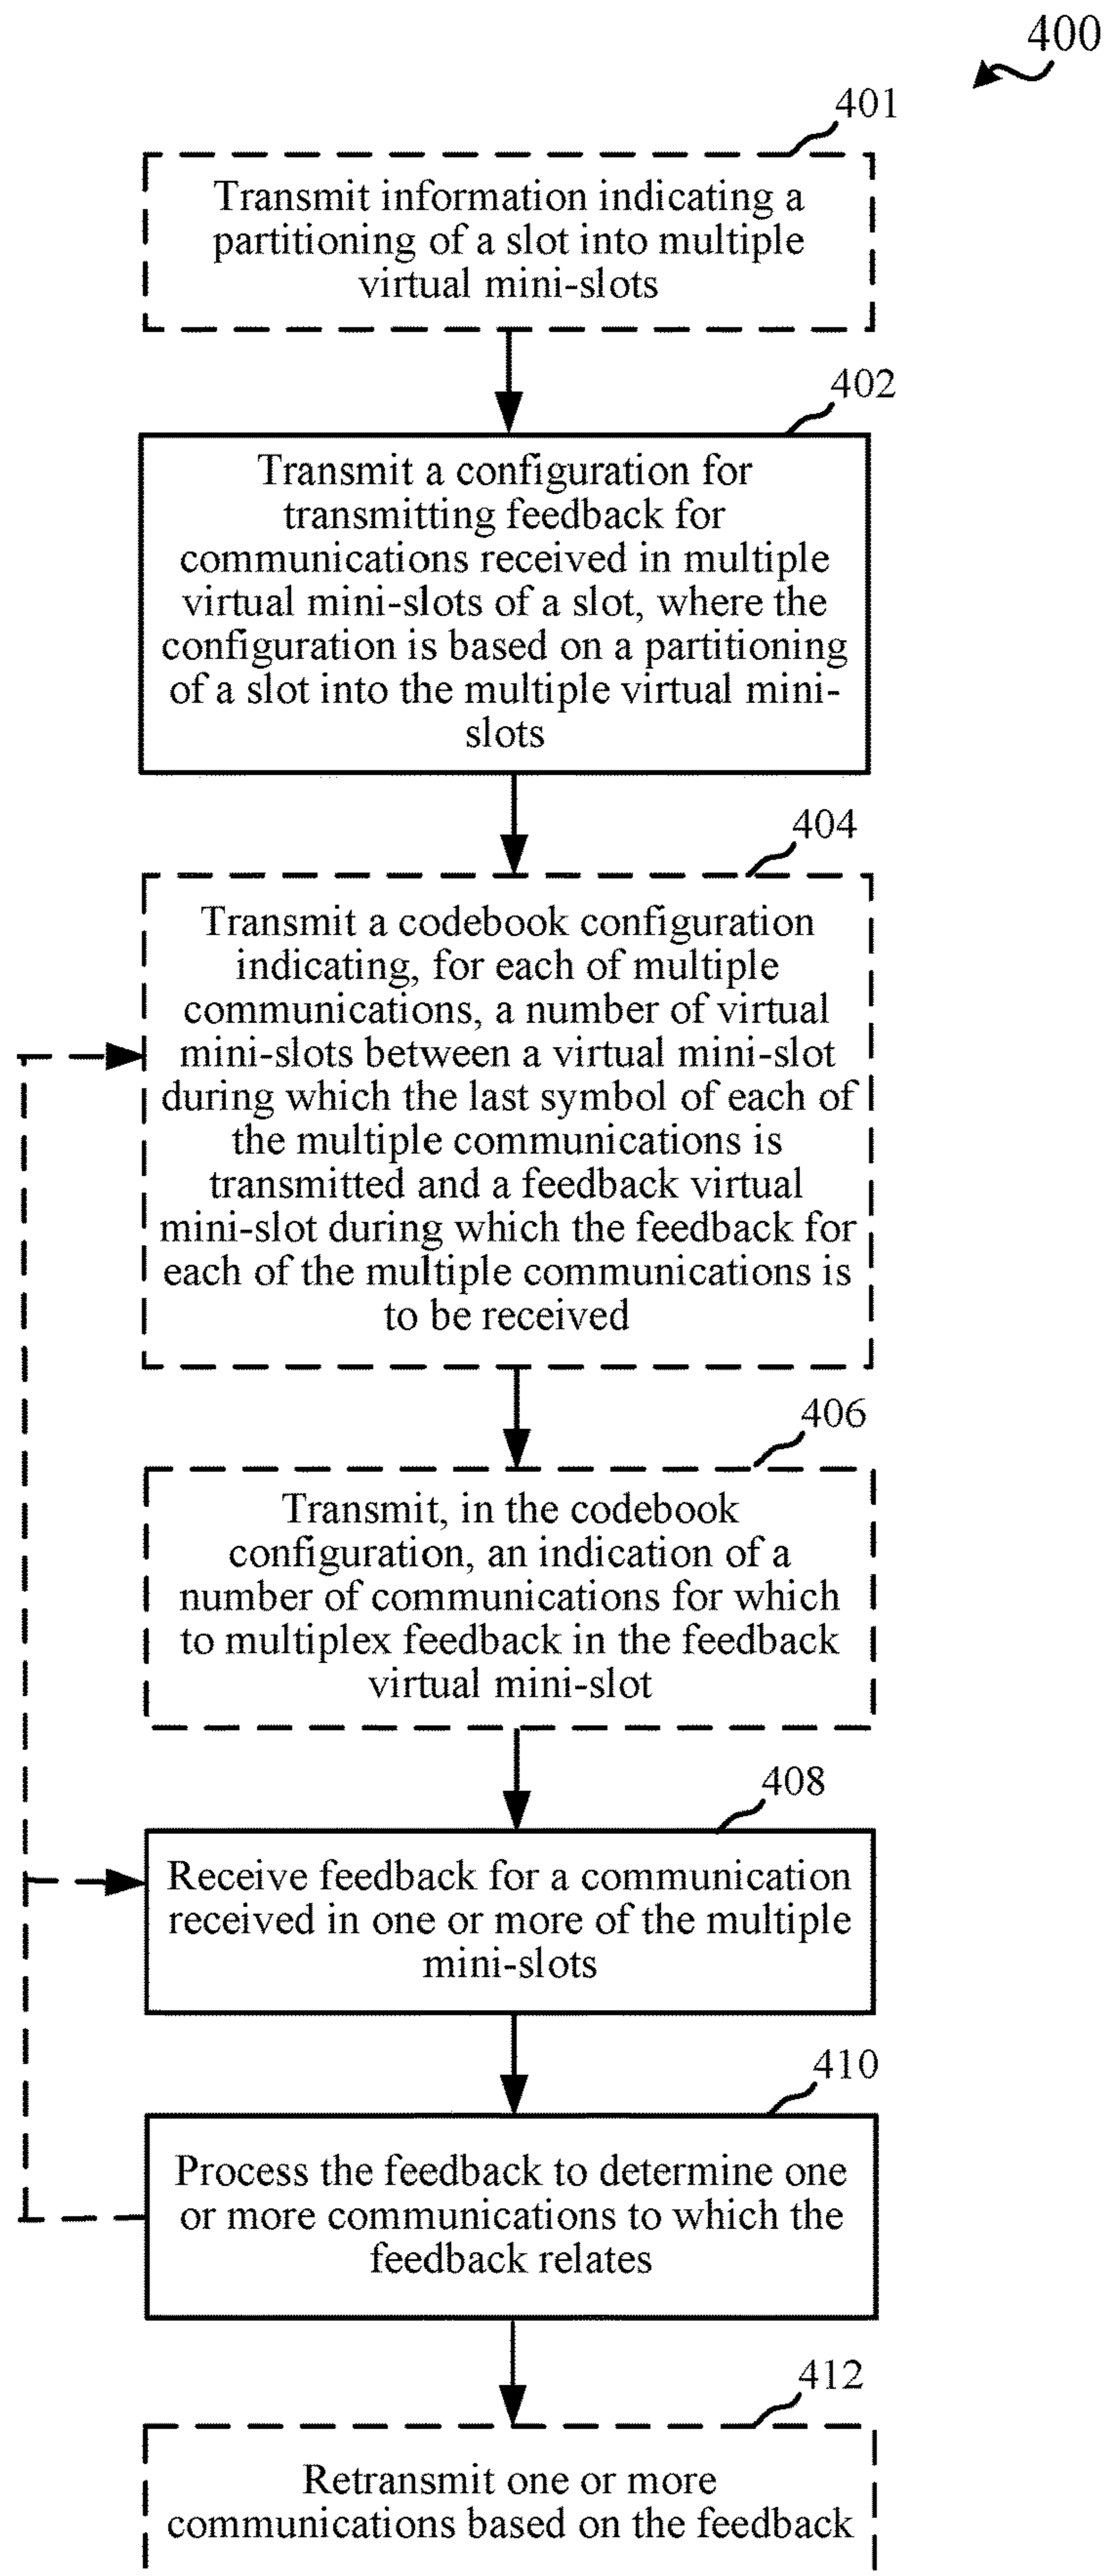 400
401
Transmit information indicating a
partitioning of a slot into multiple
virtual mini-slots
402
Transmit a configuration for
transmitting feedback for
communications received in multiple
virtual mini-slots of a slot, where the
configuration is based on a partitioning
of a slot into the multiple virtual mini-
slots
404
Transmit a codebook configuration
indicating, for each of multiple
communications, a number of virtual
mini-slots between a virtual mini-slot
during which the last symbol of each of
the multiple communications is
transmitted and a feedback virtual
mini-slot during which the feedback for
each of the multiple communications is
to be received
406
Transmit, in the codebook
configuration, an indication of a
number of communications for which
to multiplex feedback in the feedback
virtual mini-slot
408
Receive feedback for a communication
received in one or more of the multiple
mini-slots
410
Process the feedback to determine one
or more communications to which the
feedback relates
412
Retransmit one or more
communications based on the feedback